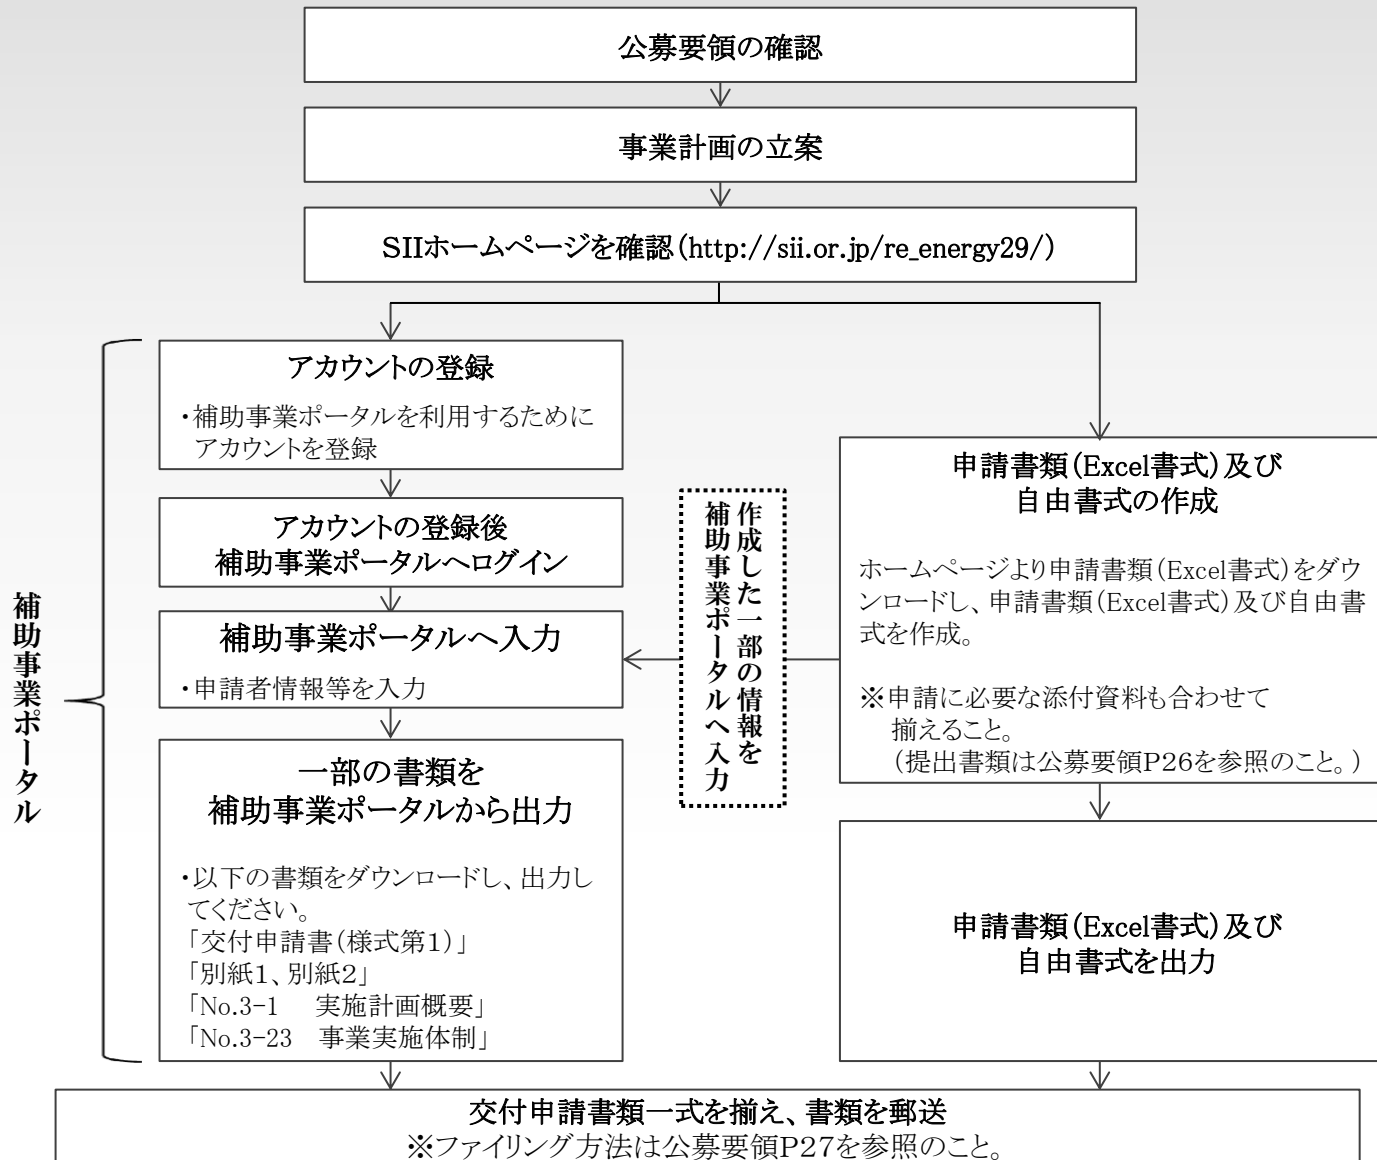 公募要領の確認
事業計画の立案
SIIホームページを確認(http://sii.or.jp/re_energy29/)
補助事業ポータル
アカウントの登録
・補助事業ポータルを利用するために
アカウントを登録
アカウントの登録後
補助事業ポータルへログイン
補助事業ポータルへ入力
・申請者情報等を入力
一部の書類を
補助事業ポータルから出力
・以下の書類をダウンロードし、出力し
てください。
「交付申請書(様式第1)」
「別紙1、別紙2」
「No.3-1　実施計画概要」
「No.3-23　事業実施体制」
作成した一部の情報を
補助事業ポータルへ入力
申請書類(Excel書式)及び
自由書式の作成
ホームページより申請書類(Excel書式)をダウ
ンロードし、申請書類(Excel書式)及び自由書
式を作成。
※申請に必要な添付資料も合わせて
揃えること。
(提出書類は公募要領P26を参照のこと。)
申請書類(Excel書式)及び
自由書式を出力
交付申請書類一式を揃え、書類を郵送
※ファイリング方法は公募要領P27を参照のこと。